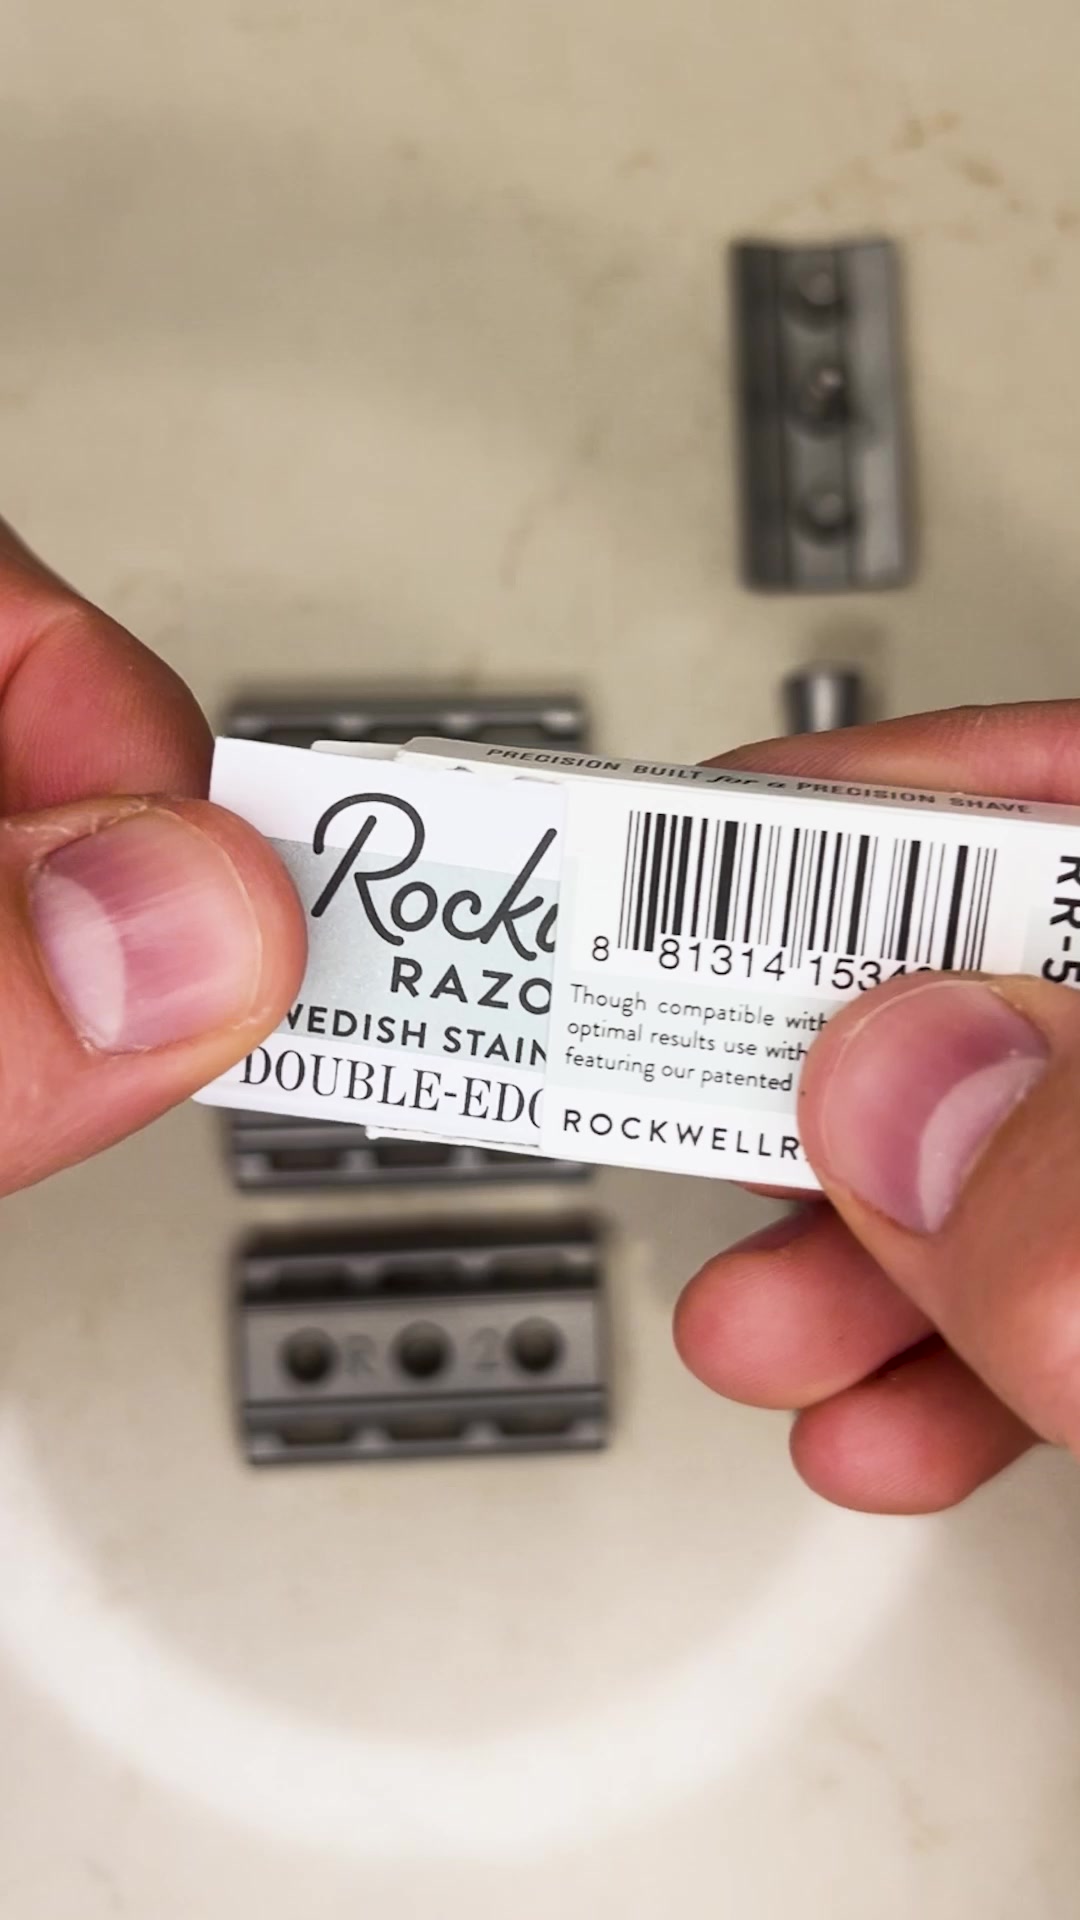 PRECISION BUILT for a PRECISION SHAVE
Rock
RAZO
WEDISH STAIN
DOUBLE-EDG
8 81314 153
RR-5
Though compatible with
optimal results use with
featuring our patented
ROCKWELLR
R 2